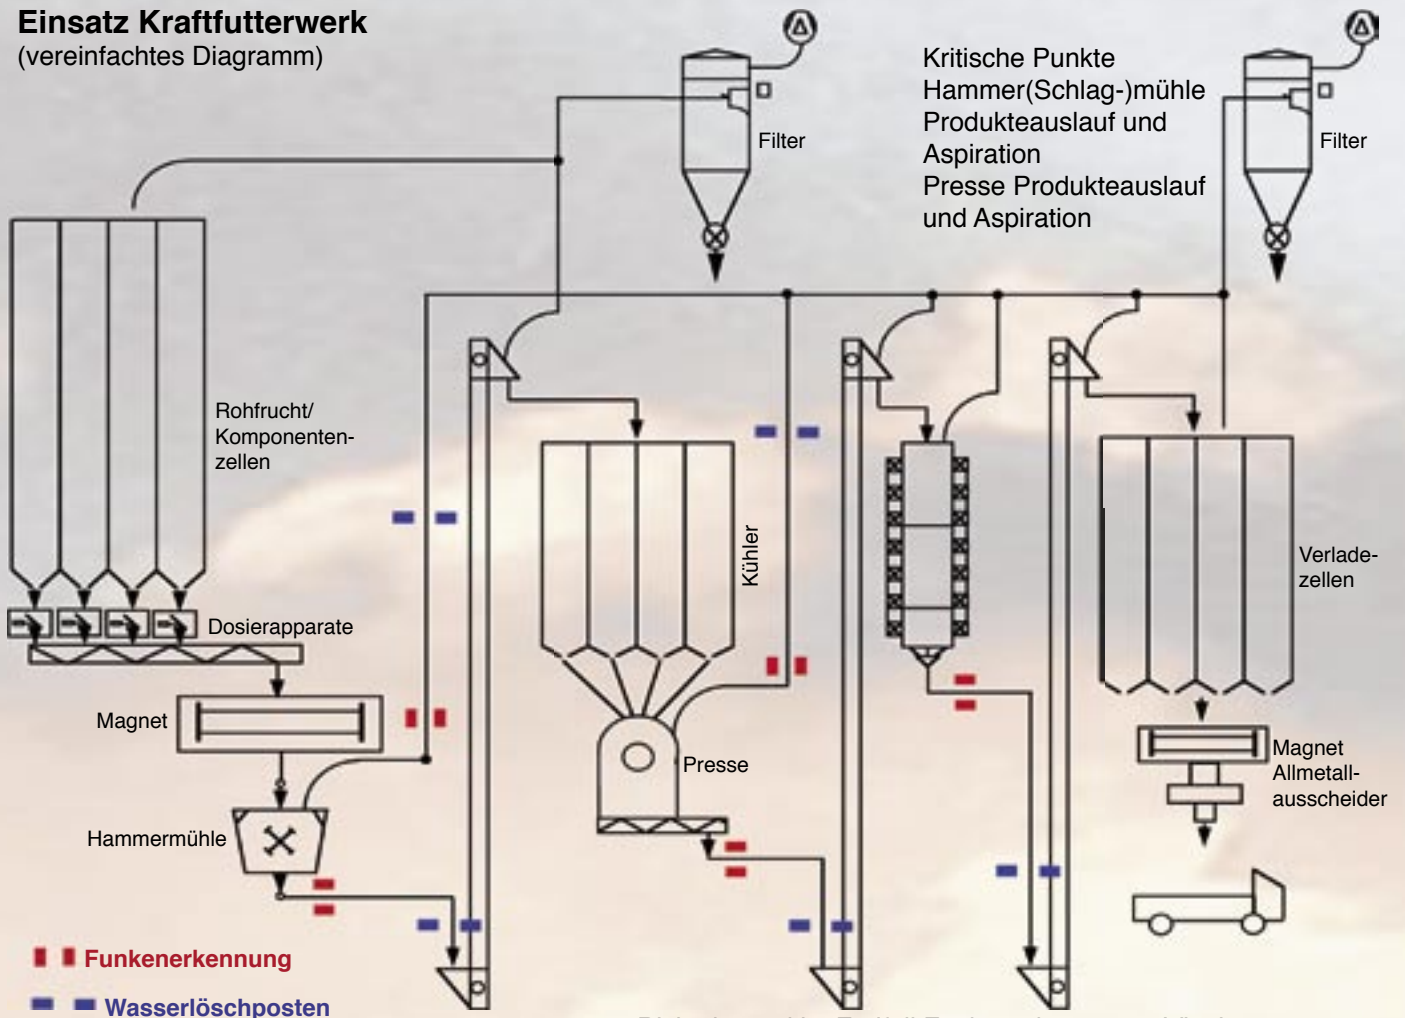 Einsatz Kraftfutterwerk
(vereinfachtes Diagramm)
Kritische Punkte
Hammer(Schlag-)mühle
Produkteauslauf und
Aspiration
Presse Produkteauslauf
und Aspiration
Filter
Filter
Rohfrucht/
Komponenten-
zellen
Kühler
Verlade-
zellen
Dosierapparate
Magnet
Presse
Magnet
Allmetall-
ausscheider
Hammermühle
Funkenerkennung
Wasserlöschposten